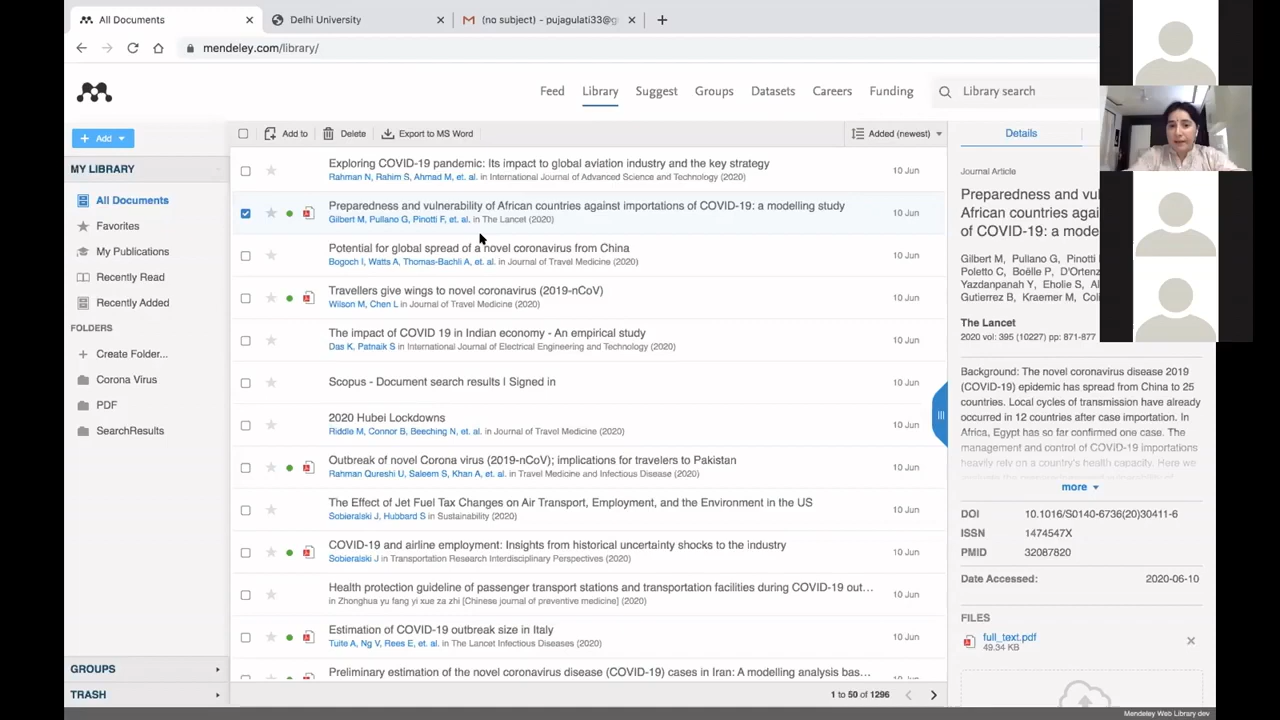 All Documents
Delhi University
(no subject) - pujagulati33@g
mendeley.com/library/
Feed
Library
Suggest
Groups
Datasets
Careers
Funding
Library search
Add
MY LIBRARY
All Documents
Favorites
My Publications
Recently Read
Recently Added
FOLDERS
Create Folder...
Corona Virus
PDF
SearchResults
GROUPS
TRASH
Add to
Delete
Export to MS Word
Added (newest)
Exploring COVID-19 pandemic: Its impact to global aviation industry and the key strategy
Rahman N, Rahim S, Ahmad M, et. al. in International Journal of Advanced Science and Technology (2020)
10 Jun
Preparedness and vulnerability of African countries against importations of COVID-19: a modelling study
Gilbert M, Pullano G, Pinotti F, et. al. in The Lancet (2020)
10 Jun
Potential for global spread of a novel coronavirus from China
Bogoch I, Watts A, Thomas-Bachli A, et. al. in Journal of Travel Medicine (2020)
10 Jun
Travellers give wings to novel coronavirus (2019-nCoV)
Wilson M, Chen L in Journal of Travel Medicine (2020)
10 Jun
The impact of COVID 19 in Indian economy - An empirical study
Das K, Patnaik S in International Journal of Electrical Engineering and Technology (2020)
10 Jun
Scopus - Document search results | Signed in
10 Jun
2020 Hubei Lockdowns
Riddle M, Connor B, Beeching N, et. al. in Journal of Travel Medicine (2020)
10 Jun
Outbreak of Novel Corona virus (2019-nCoV); implications for travelers to Pakistan
Rahman Qureshi U, Saleem S, Khan A, et. al. in Travel Medicine and Infectious Disease (2020)
10 Jun
The Effect of Jet Fuel Tax Changes on Air Transport, Employment, and the Environment in the US
Sobieralski J, Hubbard S in Sustainability (2020)
10 Jun
COVID-19 and airline employment: Insights from historical uncertainty shocks to the industry
Sobieralski J in Transportation Research Interdisciplinary Perspectives (2020)
10 Jun
Health protection guideline of passenger transport stations and transportation facilities during COVID-19 out...
in Zhonghua yu fang yi xue za zhi [Chinese journal of preventive medicine] (2020)
10 Jun
Estimation of COVID-19 outbreak size in Italy
Tuite A, Ng V, Rees E, et. al. in The Lancet Infectious Diseases (2020)
10 Jun
Preliminary estimation of the novel coronavirus disease (COVID-19) cases in Iran: A modelling analysis bas...
1 to 50 of 1296
Details
Journal Article
Preparedness and vul
African countries agai
of COVID-19: a mode
Gilbert M, Pullano G, Pinotti
Poletto C, Boëlle P, D'Ortenz
Yazdanpanah Y, Eholie S, Al
Gutierrez B, Kraemer M, Coli
The Lancet
2020 vol: 395 (10227) pp: 871-877
Background: The novel coronavirus disease 2019
(COVID-19) epidemic has spread from China to 25
countries. Local cycles of transmission have already
occurred in 12 countries after case importation. In
Africa, Egypt has so far confirmed one case. The
management and control of COVID-19 importations
heavily rely on a country's health capacity. Here we
more
DOI 10.1016/S0140-6736(20)30411-6
ISSN 1474547X
PMID 32087820
Date Accessed: 2020-06-10
FILES
full_text.pdf
49.34 KB
Mendeley Web Library dev